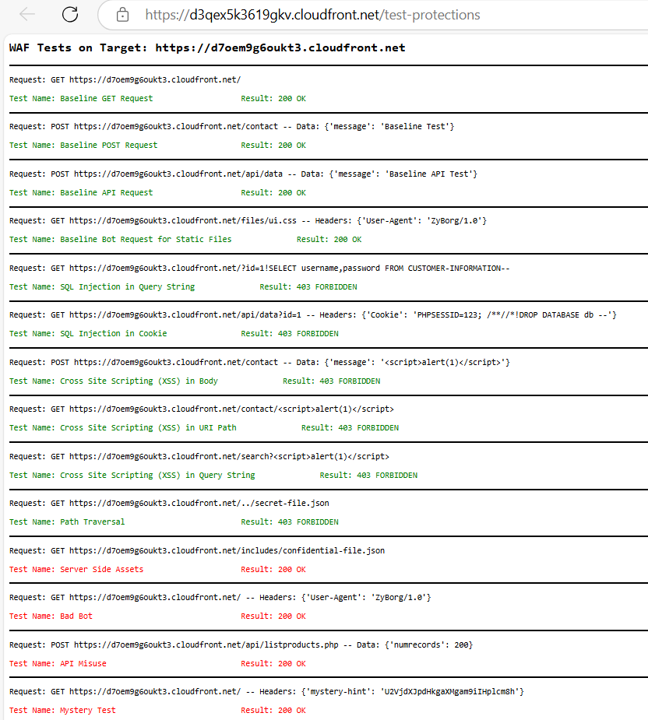 https://d3qex5k3619gkv.cloudfront.net/test-protections
WAF Tests on Target: https://d7oem9g6oukt3.cloudfront.net
Request: GET https://d7oem9g6oukt3.cloudfront.net/
Test Name: Baseline GET Request Result: 200 OK
Request: POST https://d7oem9g6oukt3.cloudfront.net/contact -- Data: {'message': 'Baseline Test'}
Test Name: Baseline POST Request Result: 200 OK
Request: POST https://d7oem9g6oukt3.cloudfront.net/api/data -- Data: {'message': 'Baseline API Test'}
Test Name: Baseline API Request Result: 200 OK
Request: GET https://d7oem9g6oukt3.cloudfront.net/files/ui.css -- Headers: {'User-Agent': 'ZyBorg/1.0'}
Test Name: Baseline Bot Request for Static Files Result: 200 OK
Request: GET https://d7oem9g6oukt3.cloudfront.net/?id=1!SELECT username,password FROM CUSTOMER-INFORMATION--
Test Name: SQL Injection in Query String Result: 403 FORBIDDEN
Request: GET https://d7oem9g6oukt3.cloudfront.net/api/data?id=1 -- Headers: {'Cookie': 'PHPSESSID=123; /**//*!DROP DATABASE db --'}
Test Name: SQL Injection in Cookie Result: 403 FORBIDDEN
Request: POST https://d7oem9g6oukt3.cloudfront.net/contact -- Data: {'message': '<script>alert(1)</script>'}
Test Name: Cross Site Scripting (XSS) in Body Result: 403 FORBIDDEN
Request: GET https://d7oem9g6oukt3.cloudfront.net/contact/<script>alert(1)</script>
Test Name: Cross Site Scripting (XSS) in URI Path Result: 403 FORBIDDEN
Request: GET https://d7oem9g6oukt3.cloudfront.net/search?<script>alert(1)</script>
Test Name: Cross Site Scripting (XSS) in Query String Result: 403 FORBIDDEN
Request: GET https://d7oem9g6oukt3.cloudfront.net/../secret-file.json
Test Name: Path Traversal Result: 403 FORBIDDEN
Request: GET https://d7oem9g6oukt3.cloudfront.net/includes/confidential-file.json
Test Name: Server Side Assets Result: 200 OK
Request: GET https://d7oem9g6oukt3.cloudfront.net/ -- Headers: {'User-Agent': 'ZyBorg/1.0'}
Test Name: Bad Bot Result: 200 OK
Request: POST https://d7oem9g6oukt3.cloudfront.net/api/listproducts.php -- Data: {'numrecords': 200}
Test Name: API Misuse Result: 200 OK
Request: GET https://d7oem9g6oukt3.cloudfront.net/ -- Headers: {'mystery-hint': 'U2VjdXJpdHkgaXMgam9iIHplcm8h'}
Test Name: Mystery Test Result: 200 OK